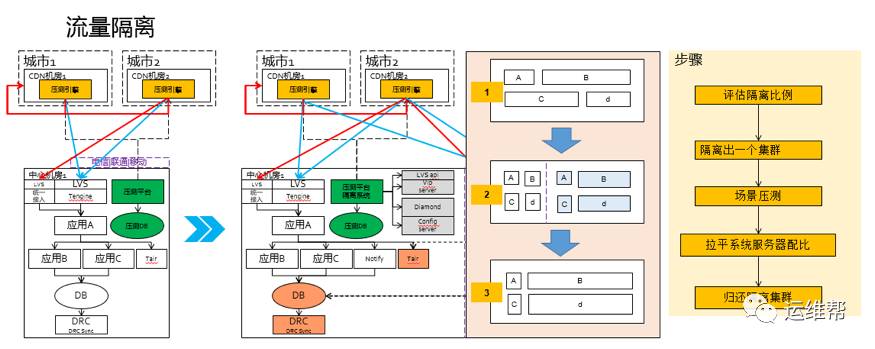 流量隔离
城市1
CDN机房1
压测引擎
城市2
CDN机房2
压测引擎
电信联通移动
中心机房1
LVS
统一
接入
LVS
Tengine
压测平台
应用A
压测DB
应用B
应用C
Tair
DB
DRC
DRC Sync
城市1
CDN机房1
压测引擎
城市2
CDN机房2
压测引擎
中心机房1
LVS
统一
接入
LVS
Tengine
压测平台
隔离系统
LVS api
Vip
server
Diamond
Config
server
应用A
压测DB
应用B
应用C
Notify
Tair
DB
DRC
DRC Sync
1
A
B
C
d
2
A
B
C
d
A
B
C
d
3
A
B
C
d
步骤
评估隔离比例
隔离出一个集群
场景压测
拉平系统服务器配比
归还隔离集群
运维帮